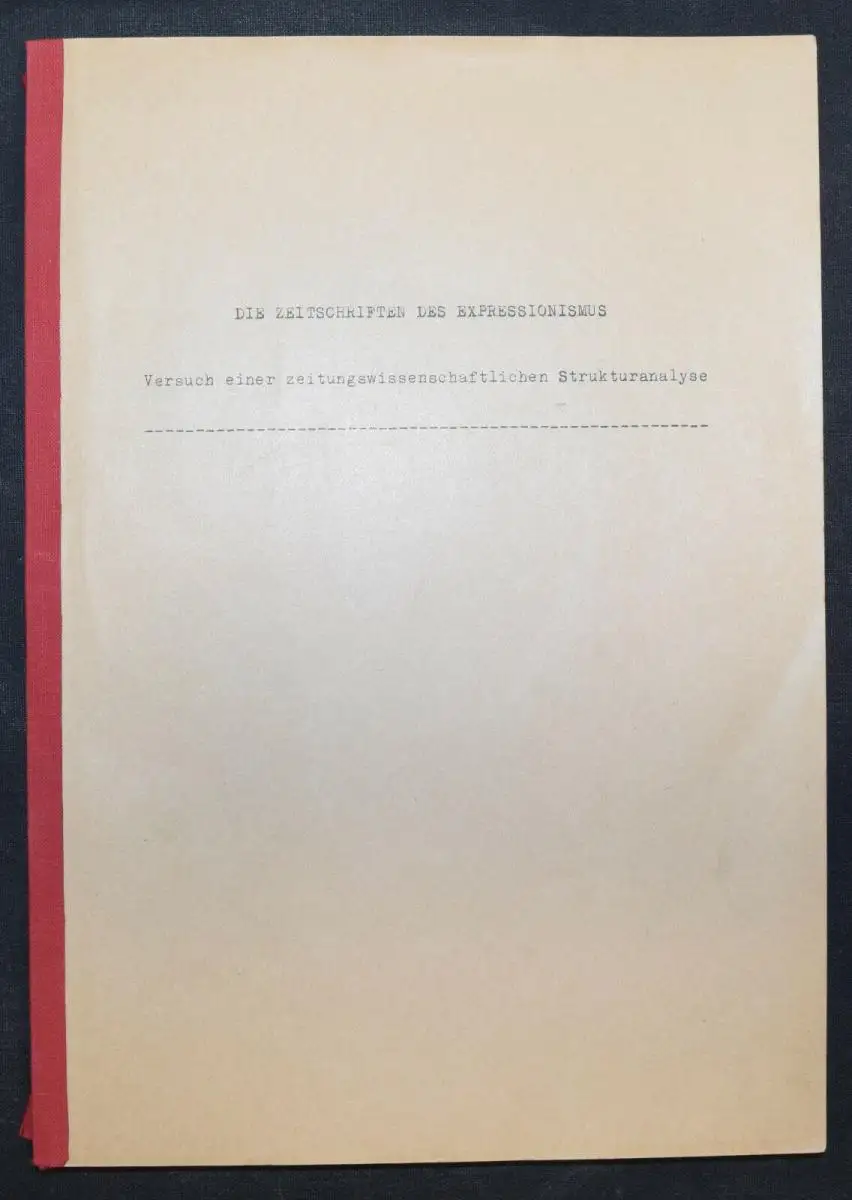 DIE ZEITSCHRIFTEN DES EXPRESSIONISMUS
Versuch einer zeitungswissenschaftlichen Strukturanalyse